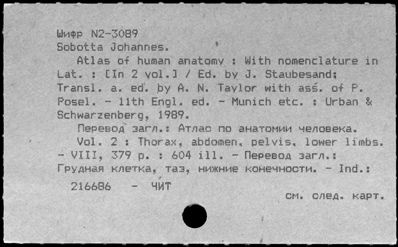 Шифр N2-3089
Sobotta Johannes.
Atlas of human anatomy : With nomenclature in
Lat. : [In 2 vol.] / Ed. by J. Staubesand;
Transl. a. ed. by A. N. Taylor with ass. of P.
Posel. - 11th Engl. ed. - Munich etc. : Urban &
Schwarzenberg, 1989.
Перевод загл.: Атлас по анатомии человека.
Vol. 2 : Thorax, abdomen, pelvis, lower limbs.
- VIII, 379 p. : 604 ill. - Перевод загл.:
Грудная клетка, таз, нижние конечности. - Ind.:
216686 - ЧИТ
см. след. карт.